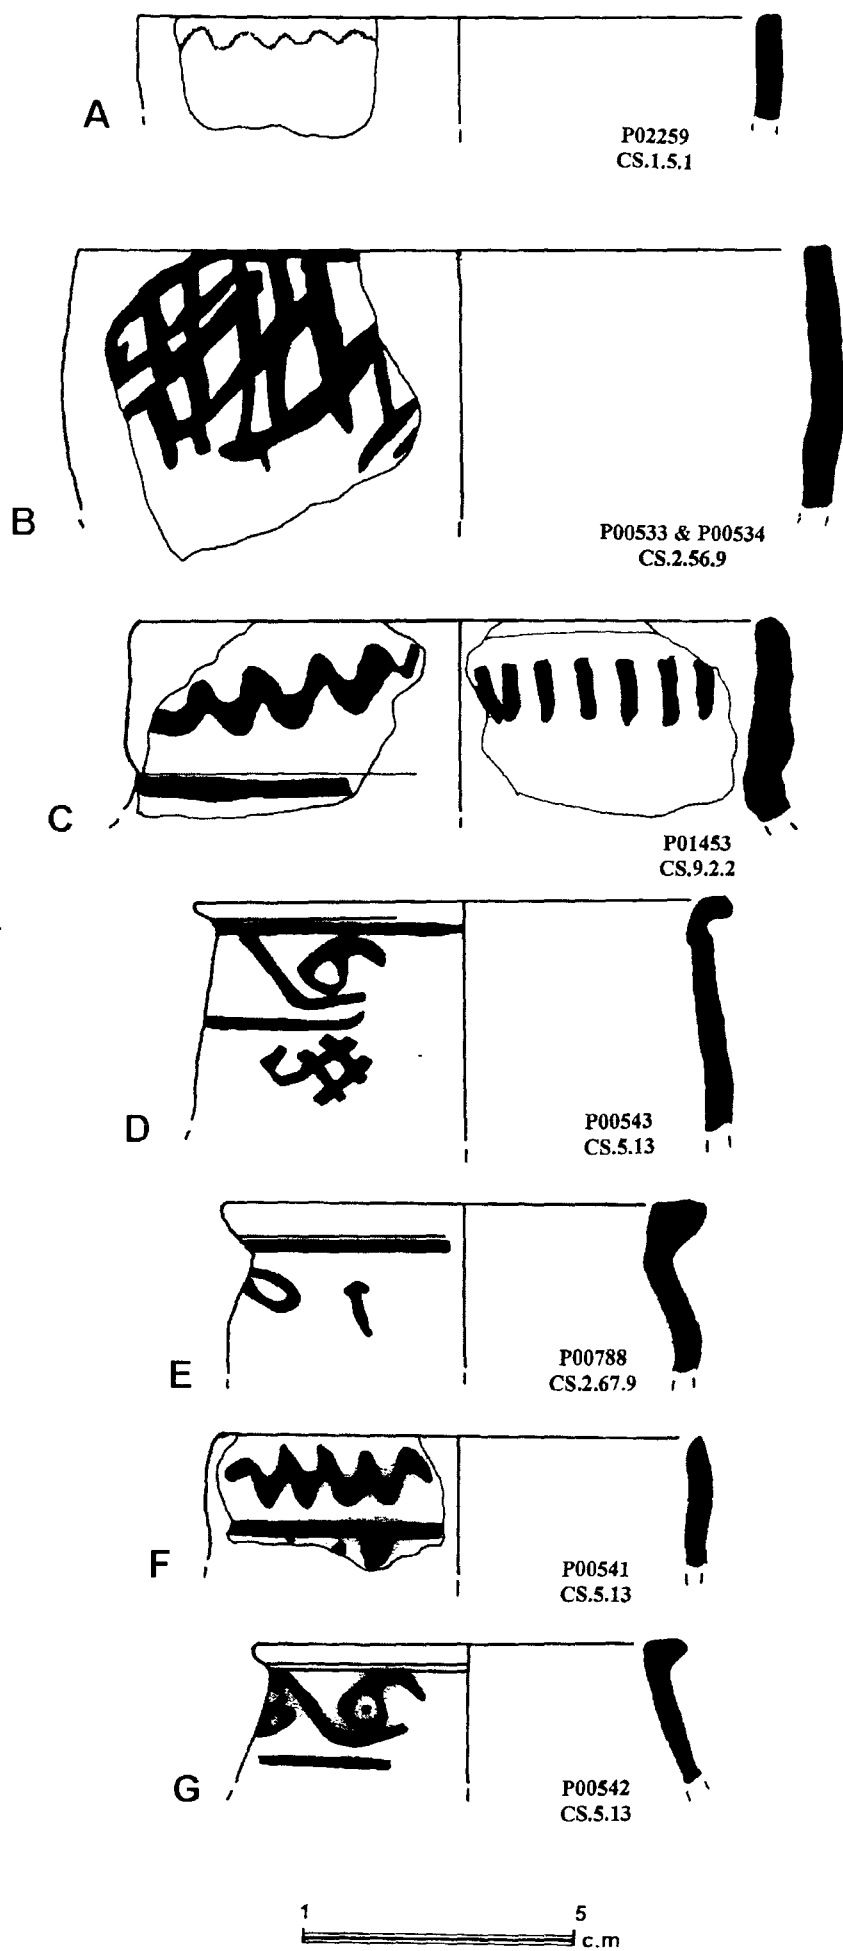 A
P02259
CS.1.5.1
B
P00533 & P00534
CS.2.56.9
C
P01453
CS.9.2.2
D
P00543
CS.5.13
E
P00788
CS.2.67.9
F
P00541
CS.5.13
G
P00542
CS.5.13
1 5
c.m